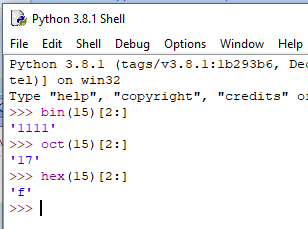 Python 3.8.1 Shell
File Edit Shell Debug Options Window Help
Python 3.8.1 (tags/v3.8.1:1b293b6, Dec
tel)] on win32
Type "help", "copyright", "credits" or
>>> bin(15)[2:]
'1111'
>>> oct(15)[2:]
'17'
>>> hex(15)[2:]
'f'
>>>